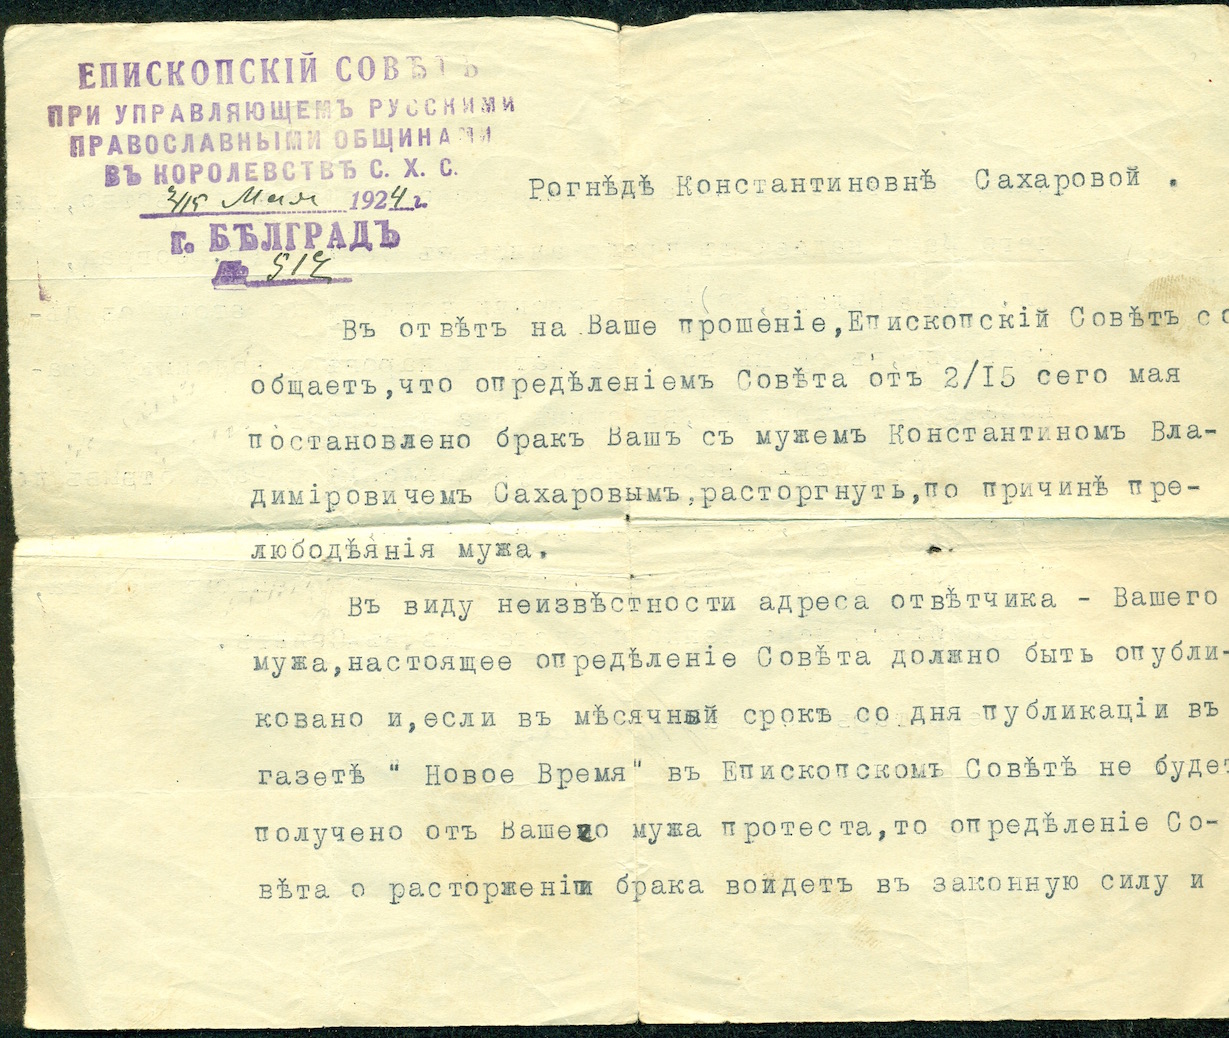 ЕПИСКОПСКІЙ СОВѢТЪ
ПРИ УПРАВЛЯЮЩЕМЪ РУССКИМИ
ПРАВОСЛАВНЫМИ ОБЩИНАМИ
ВЪ КОРОЛЕВСТВѢ С. Х. С.
2/15 Мая 1924 г.
г. БѢЛГРАДЪ
№
Рогнѣдѣ Константиновнѣ Сахаровой .
Въ отвѣтъ на Ваше прошеніе,Епископскій Совѣтъ со
общаетъ,что опредѣленіемъ Совѣта отъ 2/I5 сего мая
постановлено бракъ Вашъ съ мужемъ Константиномъ Вла-
диміровичемъ Сахаровымъ,расторгнуть,по причинѣ пре-
любодѣянія мужа.
Въ виду неизвѣстности адреса отвѣтчика - Вашего
мужа,настоящее опредѣленіе Совѣта должно быть опубли-
ковано и,если въ мѣсячный срокъ со дня публикаціи въ
газетѣ " Новое Время" въ Епископскомъ Совѣтѣ не будет
получено отъ Вашего мужа протеста,то опредѣленіе Со-
вѣта о расторженіи брака войдетъ въ законную силу и